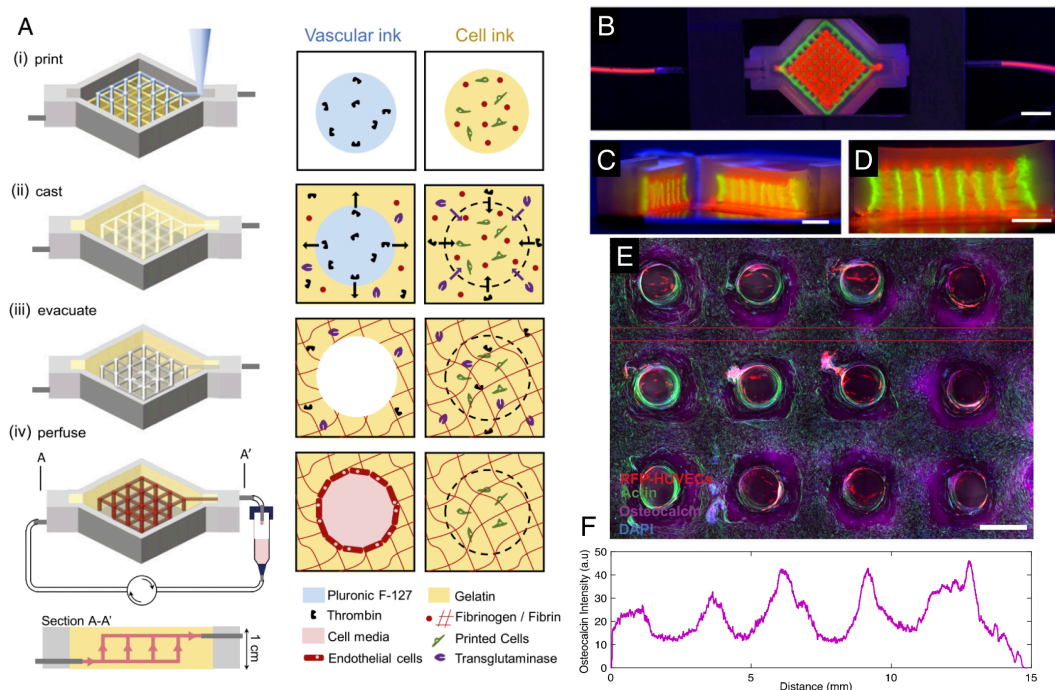 A
Vascular ink
Cell ink
(i) print
(ii) cast
(iii) evacuate
(iv) perfuse
A
A'
Section A-A'
1 cm
Pluronic F-127
Thrombin
Cell media
Endothelial cells
Gelatin
Fibrinogen / Fibrin
Printed Cells
Transglutaminase
B
C
D
E
RFP-HUVECs
Actin
Osteocalcin
DAPI
F
Osteocalcin Intensity (a.u)
50
40
30
20
10
0
0
5
10
15
Distance (mm)